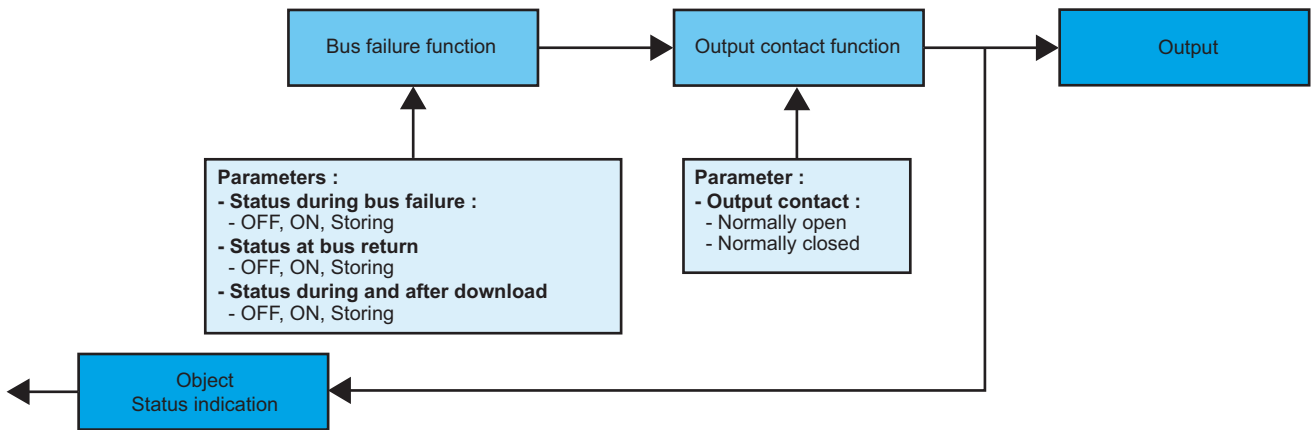 Bus failure function
Output contact function
Output
Parameters :
- Status during bus failure :
- OFF, ON, Storing
- Status at bus return
- OFF, ON, Storing
- Status during and after download
- OFF, ON, Storing
Parameter :
- Output contact :
- Normally open
- Normally closed
Object
Status indication